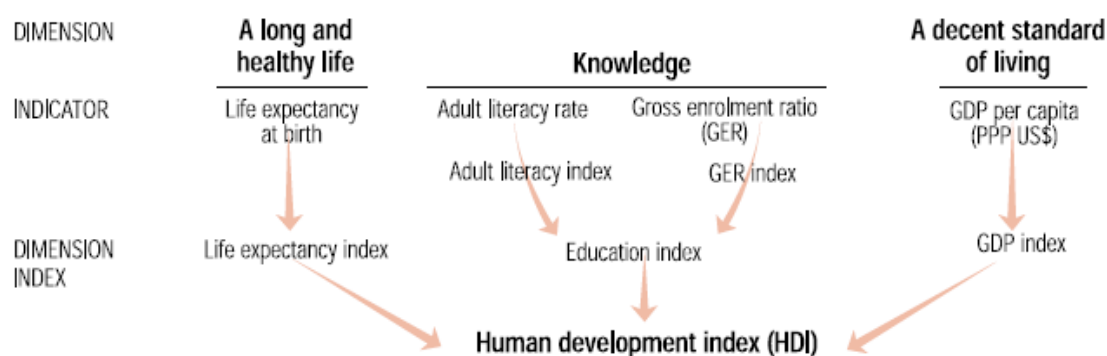 DIMENSION
A long and
healthy life
Knowledge
A decent standard
of living
INDICATOR
Life expectancy
at birth
Adult literacy rate
Gross enrolment ratio
(GER)
GDP per capita
(PPP US$)
Adult literacy index
GER index
DIMENSION
INDEX
Life expectancy index
Education index
GDP index
Human development index (HDI)